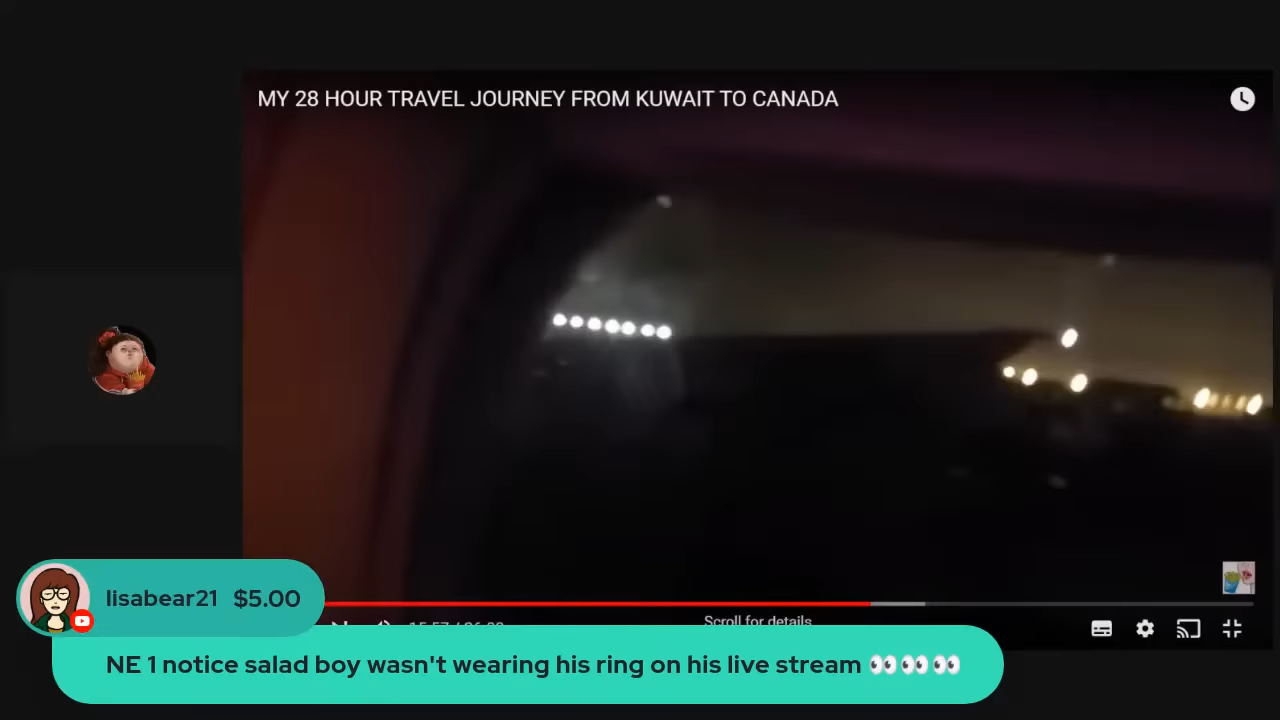 MY 28 HOUR TRAVEL JOURNEY FROM KUWAIT TO CANADA
lisabear21 $5.00
Scroll for details
NE 1 notice salad boy wasn't wearing his ring on his live stream 👀👀👀